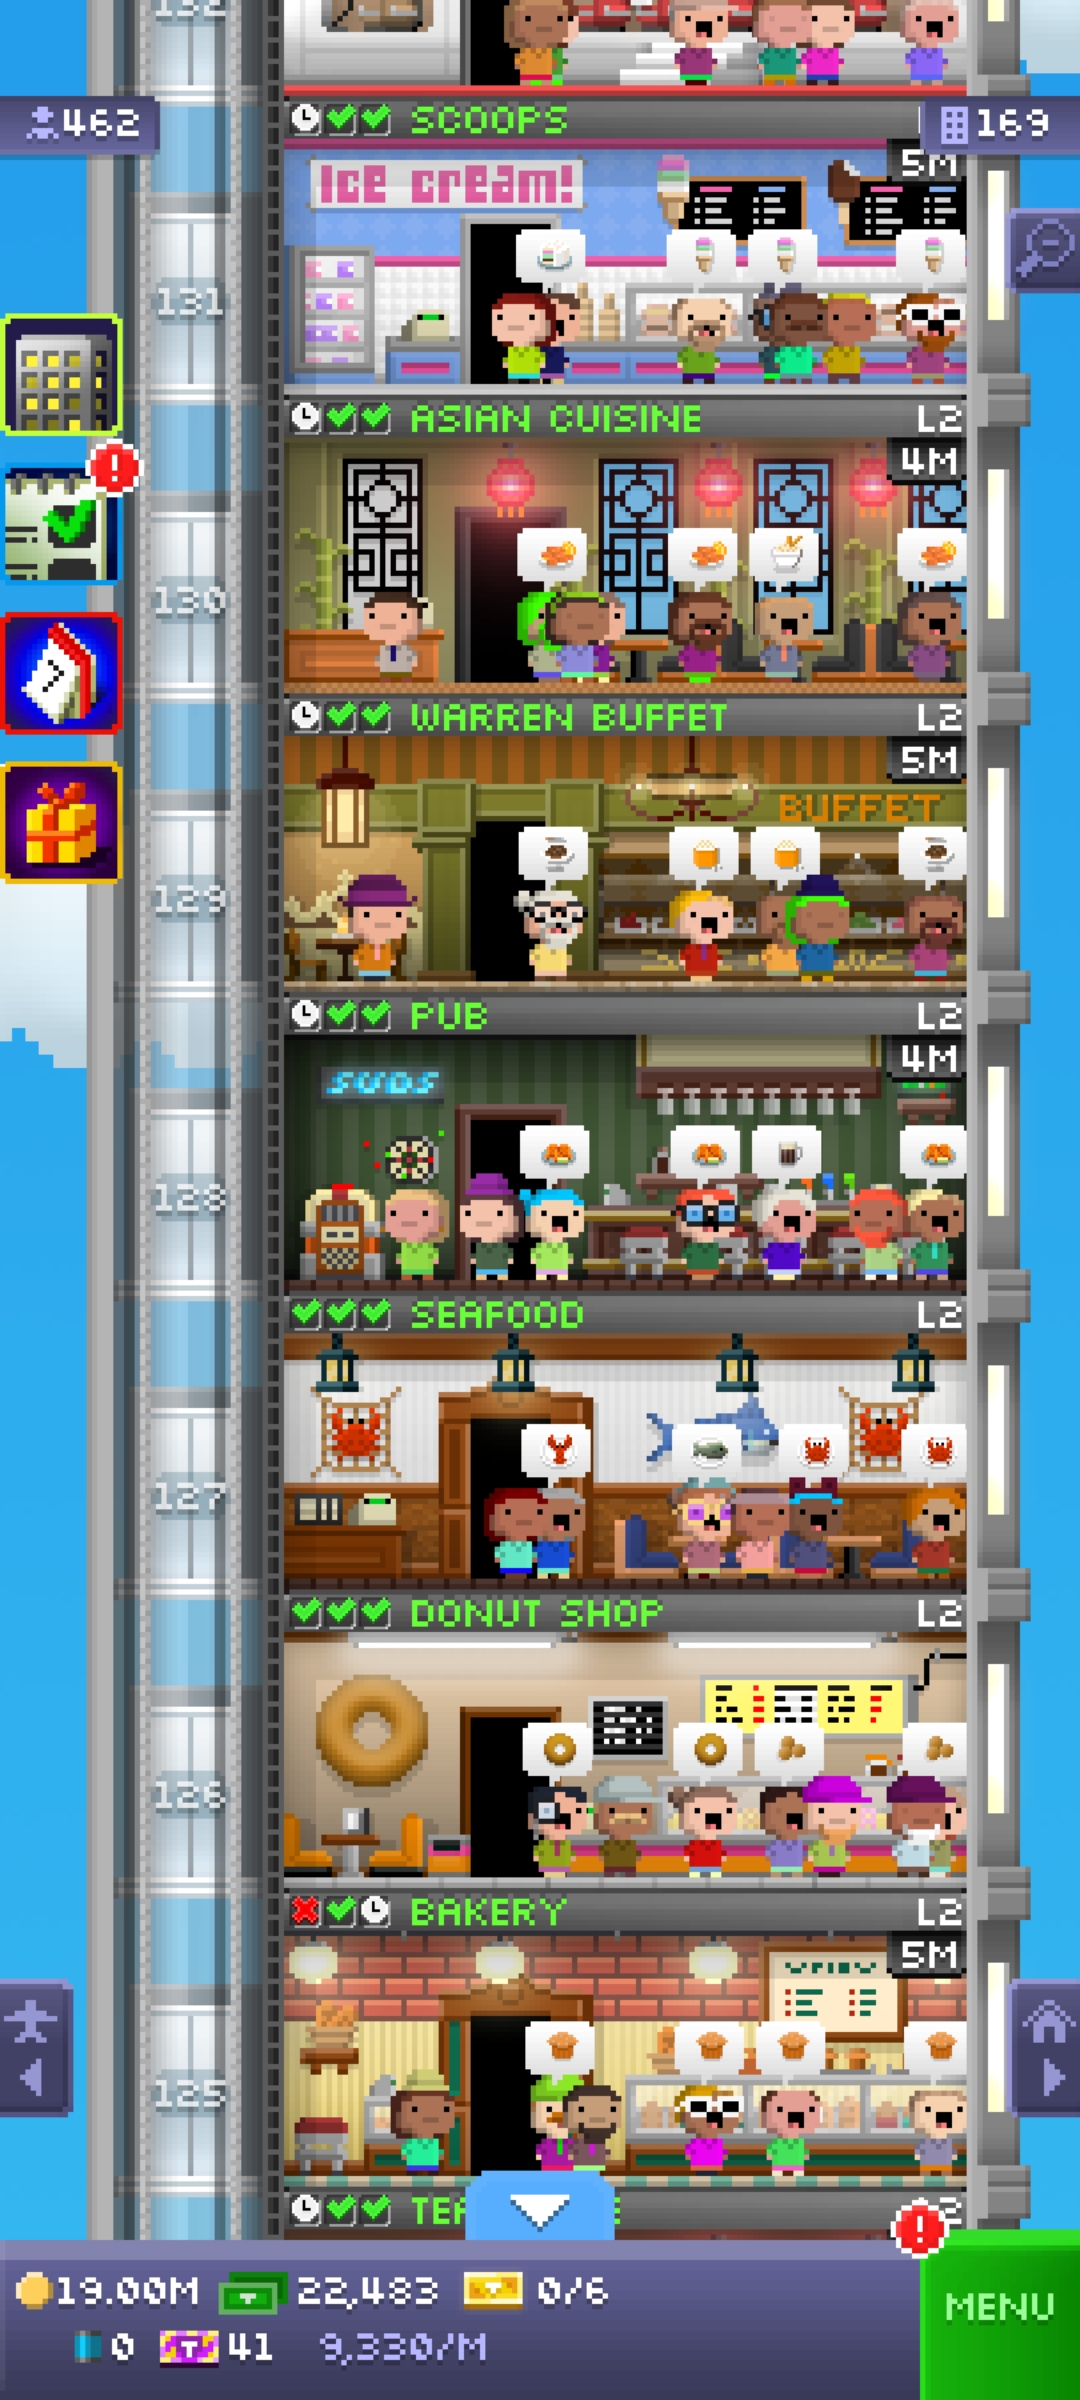 132
462
SCOOPS
169
5M
Ice cream!
131
ASIAN CUISINE L2
4M
130
WARREN BUFFET L2
5M
BUFFET
129
PUB L2
4M
SUDS
128
SEAFOOD L2
127
DONUT SHOP L2
126
BAKERY L2
5M
125
19.00M 22,483 0/6
MENU
0 41 9,330/M